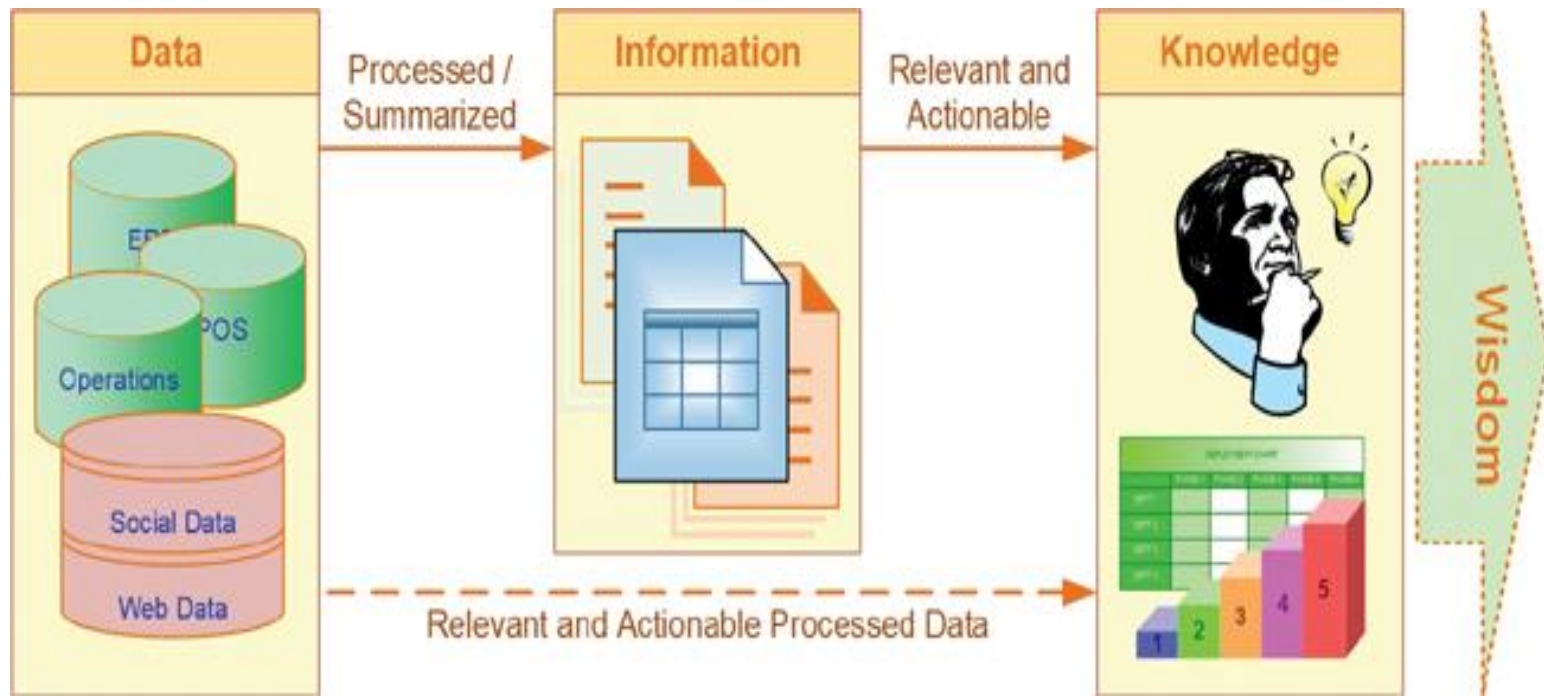 Data
Processed /
Summarized
Information
Relevant and
Actionable
Knowledge
POS
Operations
Social Data
Web Data
Relevant and Actionable Processed Data
1
2
3
4
5
Wisdom